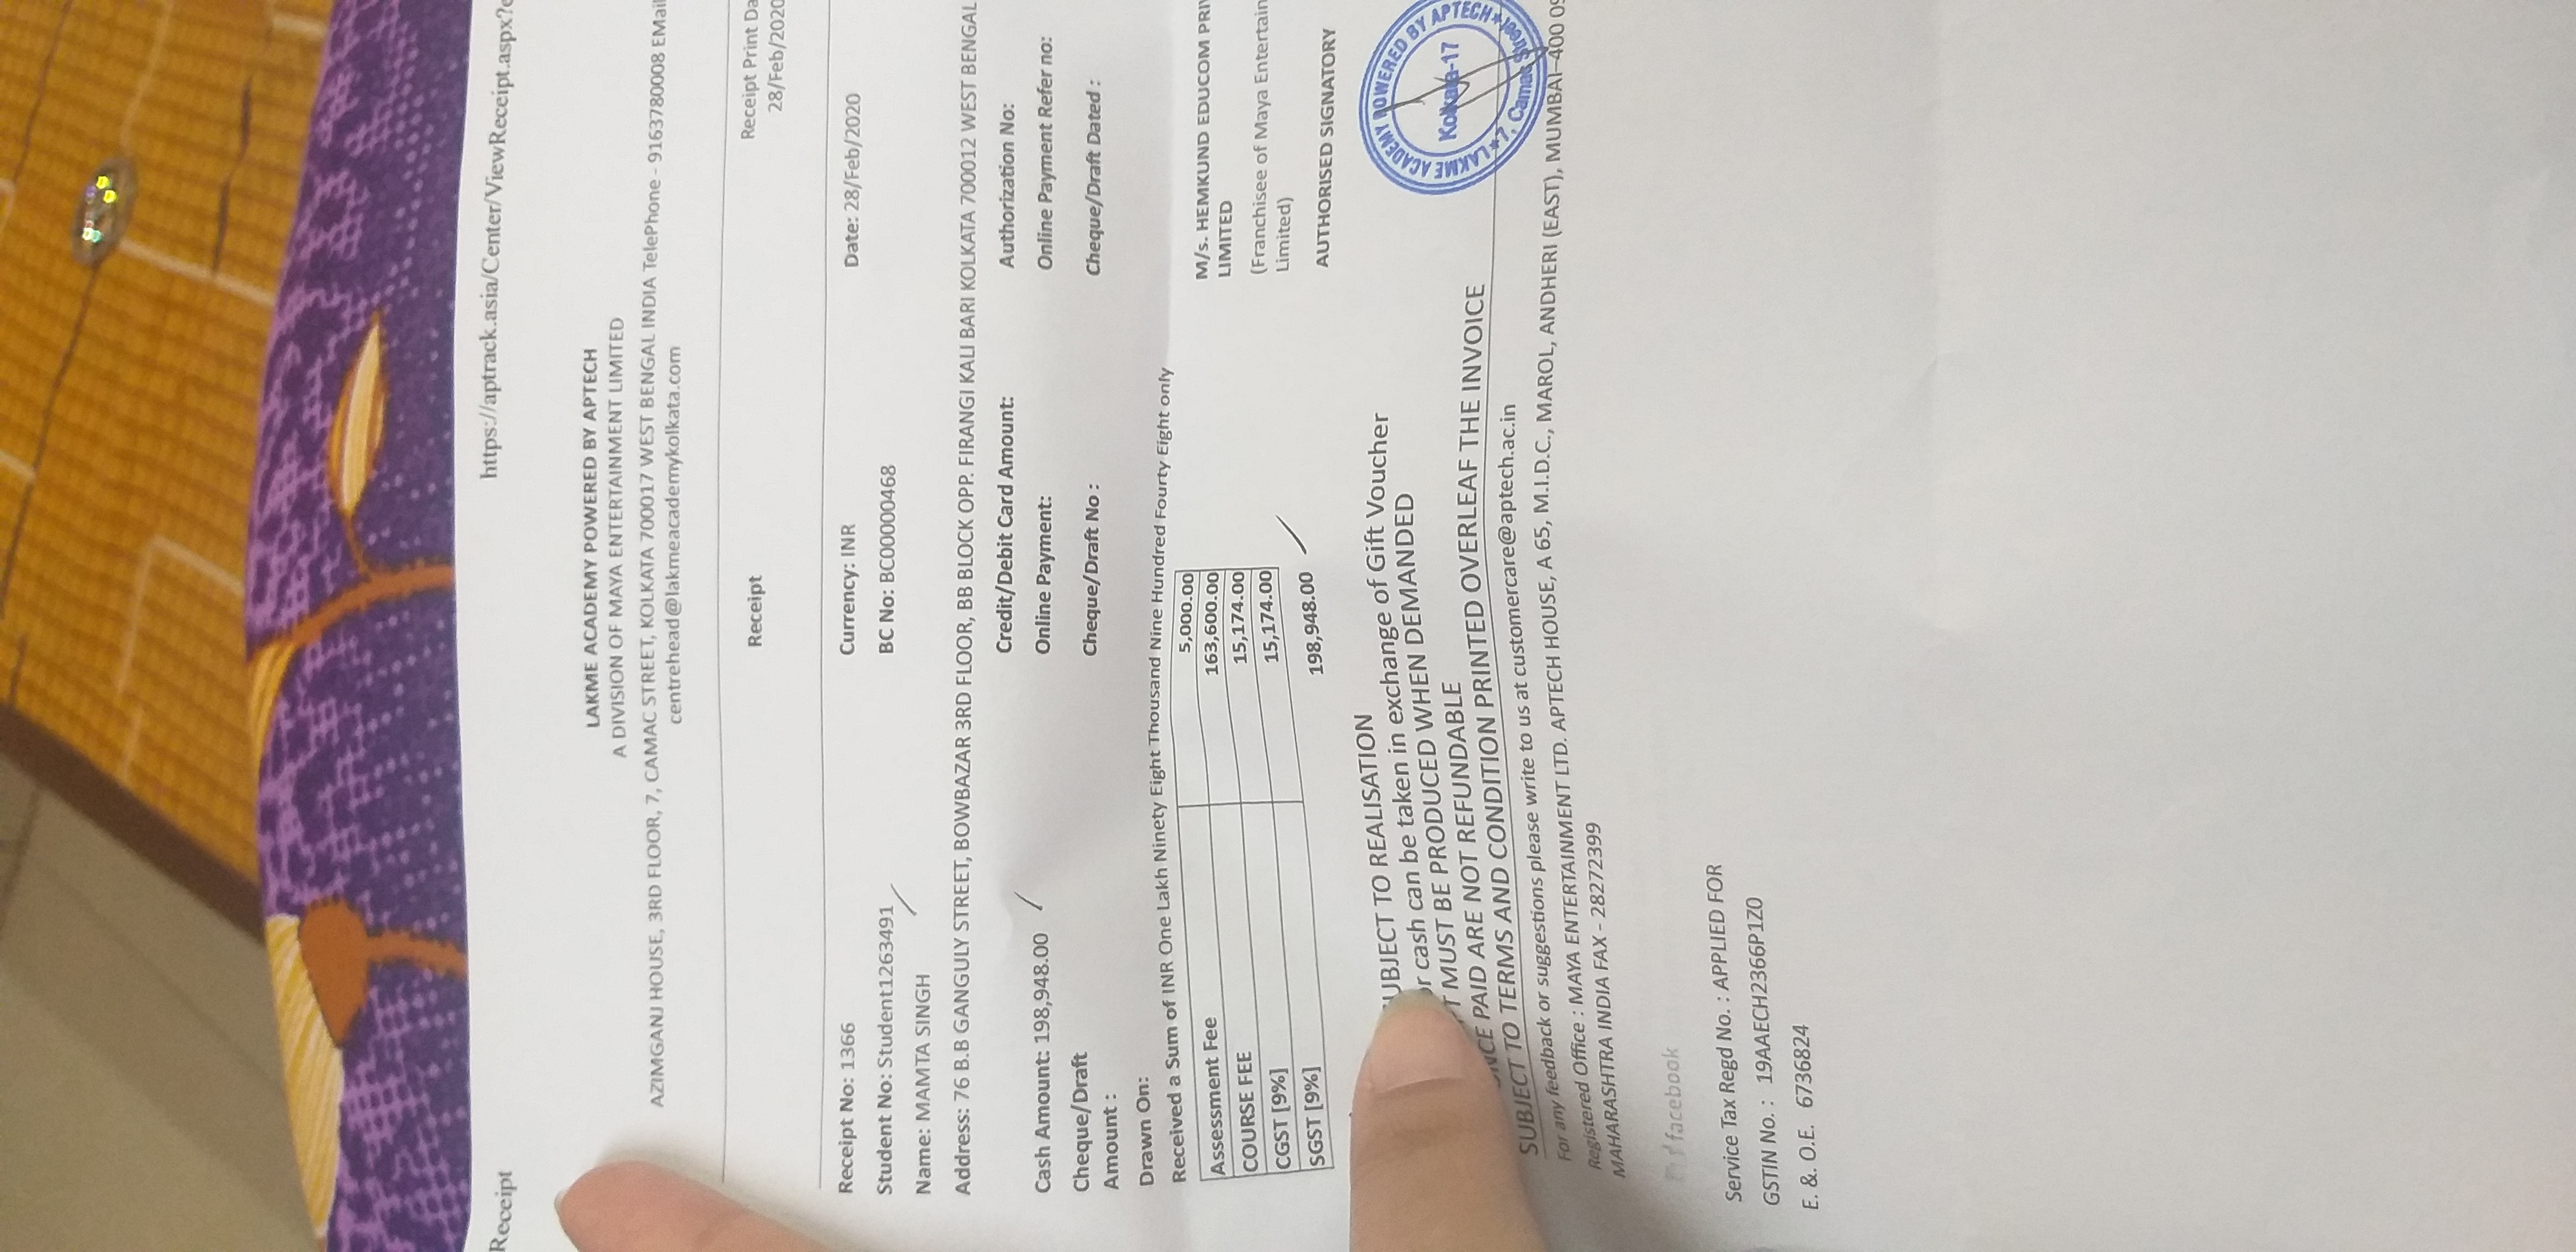 Receipt
https://aptrack.asia/Center/ViewReceipt.aspx?e
LAKME ACADEMY POWERED BY APTECH
A DIVISION OF MAYA ENTERTAINMENT LIMITED
AZIMGANJ HOUSE, 3RD FLOOR, 7, CAMAC STREET, KOLKATA 700017 WEST BENGAL INDIA TelePhone - 9163780008 EMail
centrehead@lakmeacademykolkata.com
Receipt
Receipt Print Da
28/Feb/2020
Receipt No: 1366 Currency: INR Date: 28/Feb/2020
Student No: Student1263491 BC No: BC00000468
Name: MAMTA SINGH
Address: 76 B.B GANGULY STREET, BOWBAZAR 3RD FLOOR, BB BLOCK OPP. FIRANGI KALI BARI KOLKATA 700012 WEST BENGAL
Credit/Debit Card Amount: Authorization No:
Cash Amount: 198,948.00 Online Payment: Online Payment Refer no:
Cheque/Draft
Amount : Cheque/Draft No : Cheque/Draft Dated :
Drawn On:
Received a Sum of INR One Lakh Ninety Eight Thousand Nine Hundred Fourty Eight only
Assessment Fee 5,000.00
COURSE FEE 163,600.00
CGST [9%] 15,174.00
SGST [9%] 15,174.00
198,948.00
M/s. HEMKUND EDUCOM PRIV
LIMITED
(Franchisee of Maya Entertain
Limited)
AUTHORISED SIGNATORY
UBJECT TO REALISATION
or cash can be taken in exchange of Gift Voucher
T MUST BE PRODUCED WHEN DEMANDED
NCE PAID ARE NOT REFUNDABLE
SUBJECT TO TERMS AND CONDITION PRINTED OVERLEAF THE INVOICE
LAKME ACADEMY POWERED BY APTECH
Kolkata-17
7, Camac Street
For any feedback or suggestions please write to us at customercare@aptech.ac.in
Registered Office : MAYA ENTERTAINMENT LTD. APTECH HOUSE, A 65, M.I.D.C., MAROL, ANDHERI (EAST), MUMBAI-400 09
MAHARASHTRA INDIA FAX - 28272399
facebook
Service Tax Regd No. : APPLIED FOR
GSTIN No. : 19AAECH2366P1Z0
E. &. O.E. 6736824